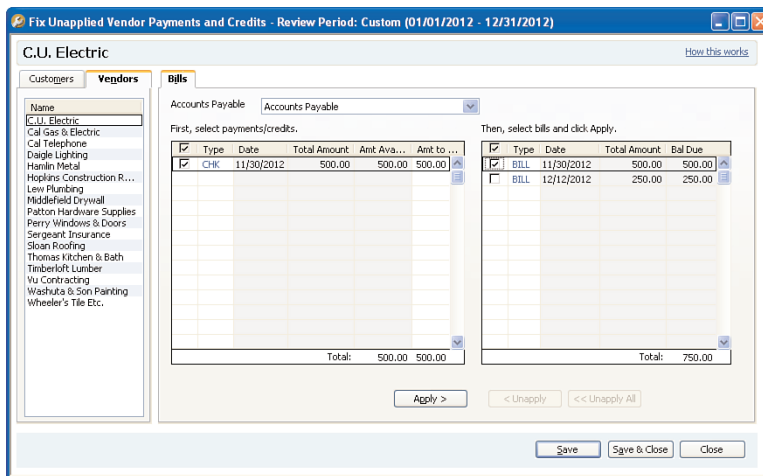 Fix Unapplied Vendor Payments and Credits - Review Period: Custom (01/01/2012 - 12/31/2012)
C.U. Electric
How this works
Customers Vendors
Bills
Name
C.U. Electric
Cal Gas & Electric
Cal Telephone
Daigle Lighting
Hamlin Metal
Hopkins Construction R...
Lew Plumbing
Middlefield Drywall
Patton Hardware Supplies
Perry Windows & Doors
Sergeant Insurance
Sloan Roofing
Thomas Kitchen & Bath
Timberloft Lumber
Vu Contracting
Washuta & Son Painting
Wheeler's Tile Etc.
Accounts Payable Accounts Payable
First, select payments/credits.
Type Date Total Amount Amt Ava... Amt to ...
CHK 11/30/2012 500.00 500.00 500.00
Total: 500.00 500.00
Then, select bills and click Apply.
Type Date Total Amount Bal Due
BILL 11/30/2012 500.00 500.00
BILL 12/12/2012 250.00 250.00
Total: 750.00
Apply >
< Unapply
<< Unapply All
Save
Save & Close
Close